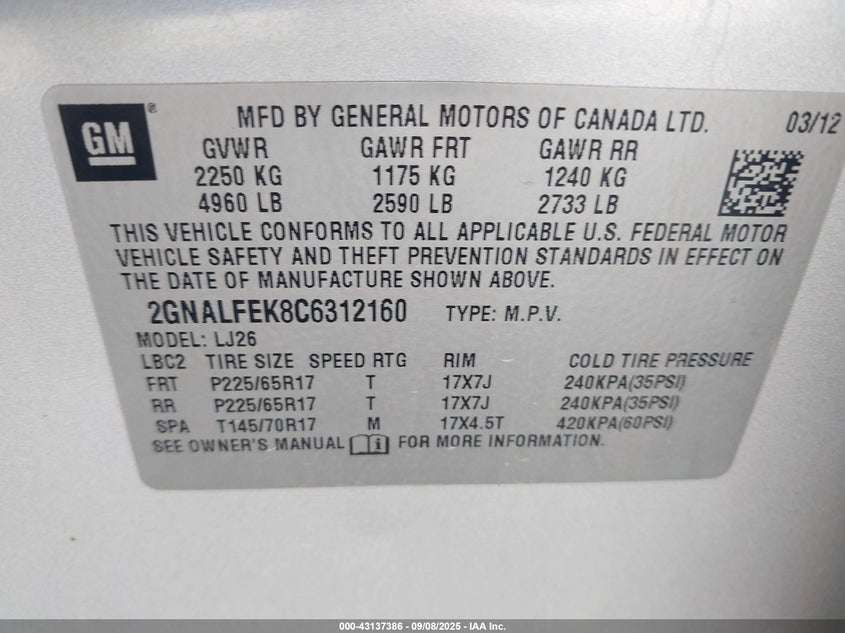 GM ® MFD BY GENERAL MOTORS OF CANADA LTD. 03/12
GVWR GAWR FRT GAWR RR
2250 KG 1175 KG 1240 KG
4960 LB 2590 LB 2733 LB
THIS VEHICLE CONFORMS TO ALL APPLICABLE U.S. FEDERAL MOTOR
VEHICLE SAFETY AND THEFT PREVENTION STANDARDS IN EFFECT ON
THE DATE OF MANUFACTURE SHOWN ABOVE.
2GNALFEK8C6312160 TYPE: M.P.V.
MODEL: LJ26
LBC2 TIRE SIZE SPEED RTG RIM COLD TIRE PRESSURE
FRT P225/65R17 T 17X7J 240KPA(35PSI)
RR P225/65R17 T 17X7J 240KPA(35PSI)
SPA T145/70R17 M 17X4.5T 420KPA(60PSI)
SEE OWNER'S MANUAL FOR MORE INFORMATION.
000-43137386 - 09/08/2025 - IAA Inc.